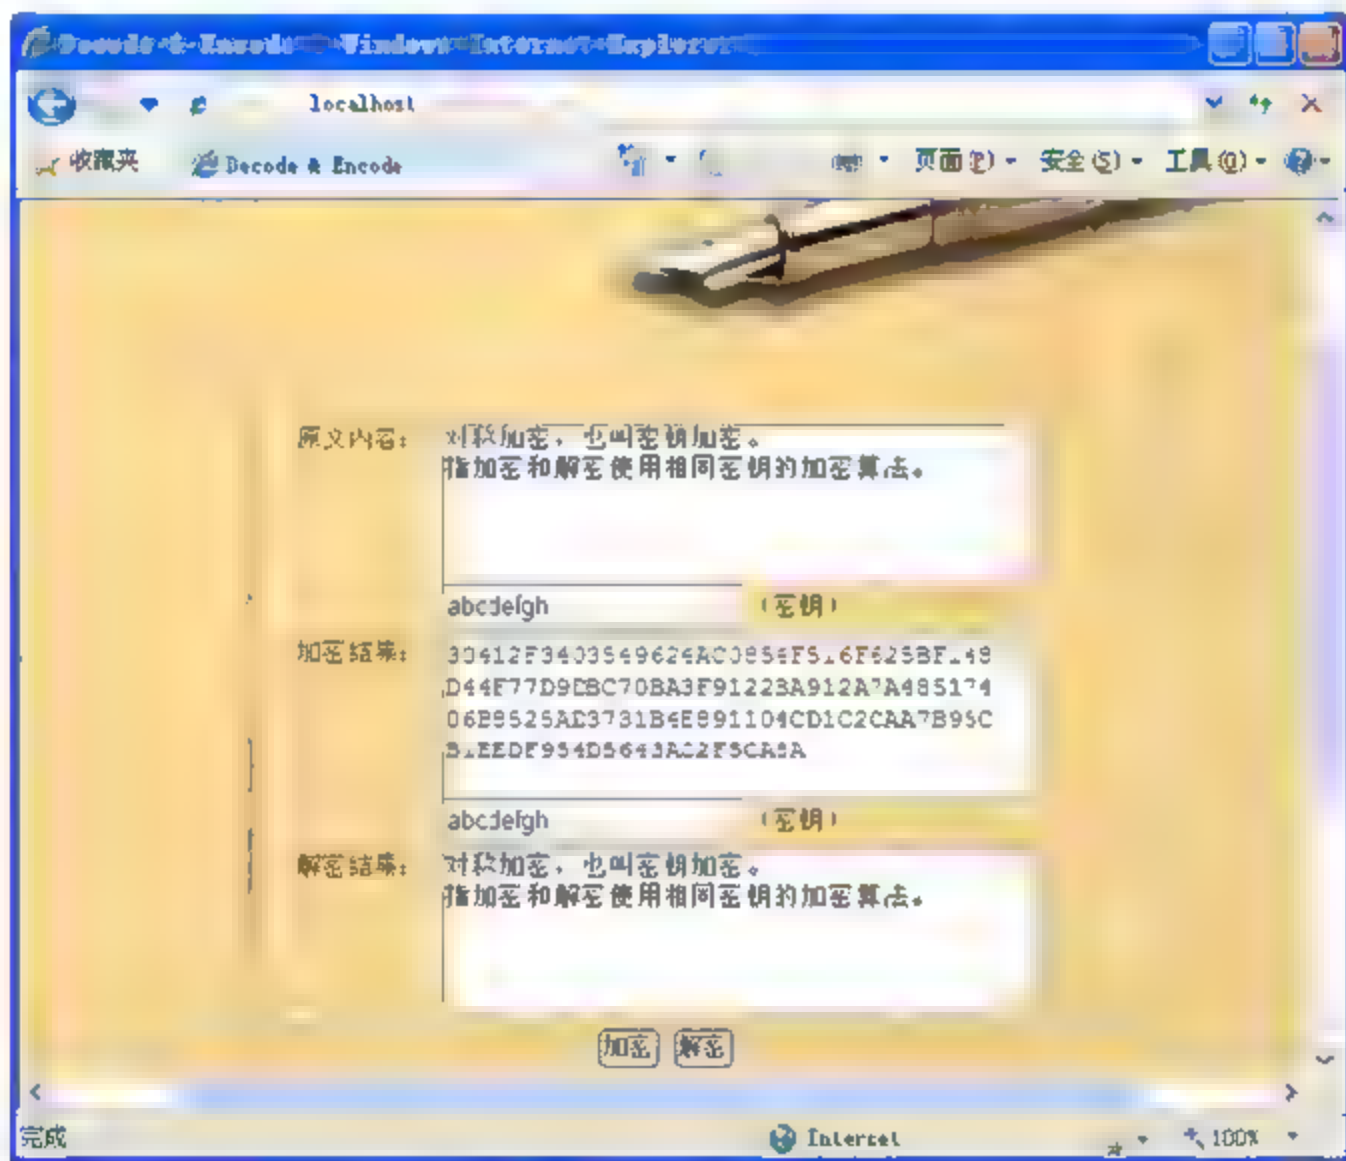 Decode & Encode - Windows Internet Explorer
localhost
收藏夹 Decode & Encode 页面(P) 安全(S) 工具(O)
原文内容: 对称加密，也叫密钥加密。
指加密和解密使用相同密钥的加密算法。
abcdefgh (密钥)
加密结果:
abcdefgh (密钥)
解密结果: 对称加密，也叫密钥加密。
指加密和解密使用相同密钥的加密算法。
加密 解密
完成 Internet 100%